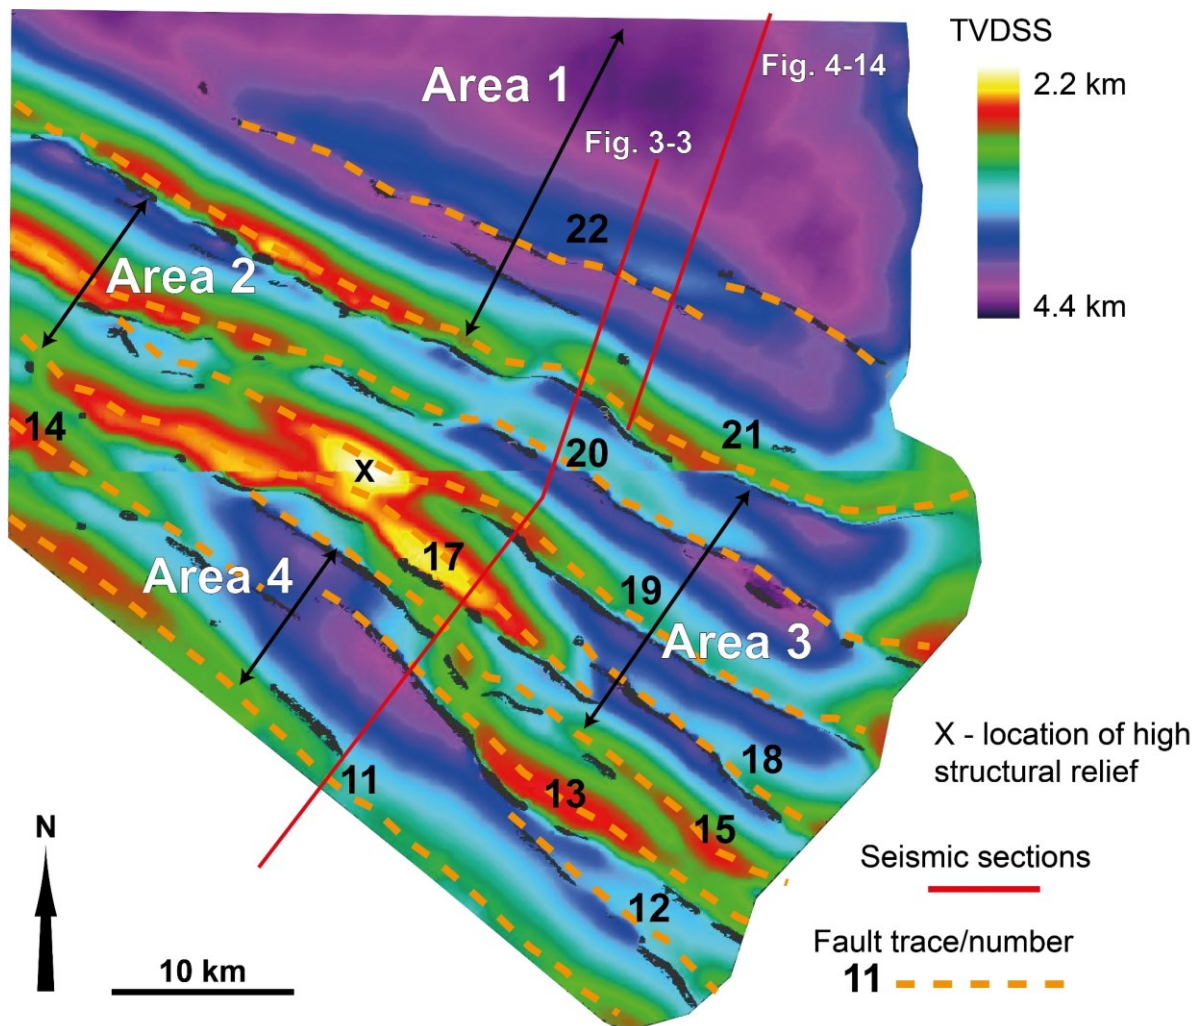 TVDSS
2.2 km
4.4 km
Area 1
Fig. 4-14
Fig. 3-3
22
Area 2
14
X
20
21
17
Area 4
19
Area 3
18
11
13
15
12
X - location of high
structural relief
Seismic sections
Fault trace/number
11
N
10 km